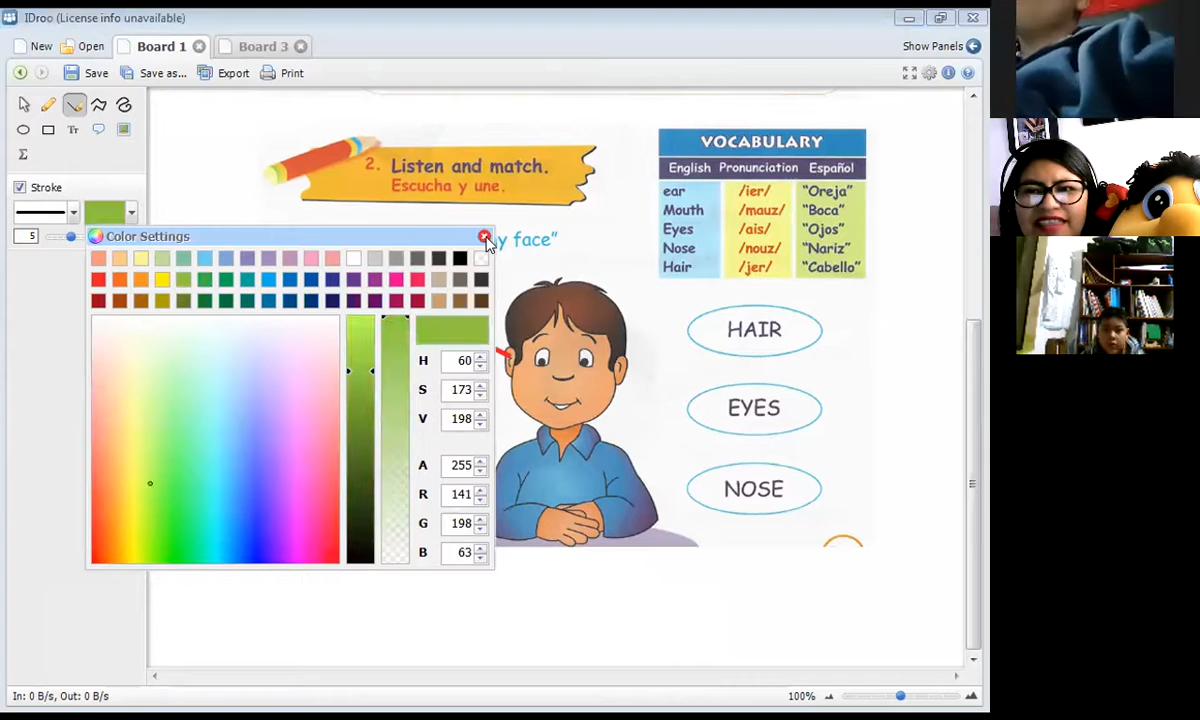 IDroo (License info unavailable)
New Open Board 1 Board 3 Show Panels
Save Save as... Export Print
2. Listen and match.
Escucha y une.
VOCABULARY
English Pronunciation Español
ear /ier/ "Oreja"
Mouth /mauz/ "Boca"
Eyes /ais/ "Ojos"
Nose /nouz/ "Nariz"
Hair /jer/ "Cabello"
Tr
Σ
Stroke
5
Color Settings
y face"
H 60
S 173
V 198
A 255
R 141
G 198
B 63
HAIR
EYES
NOSE
In: 0 B/s, Out: 0 B/s
100%